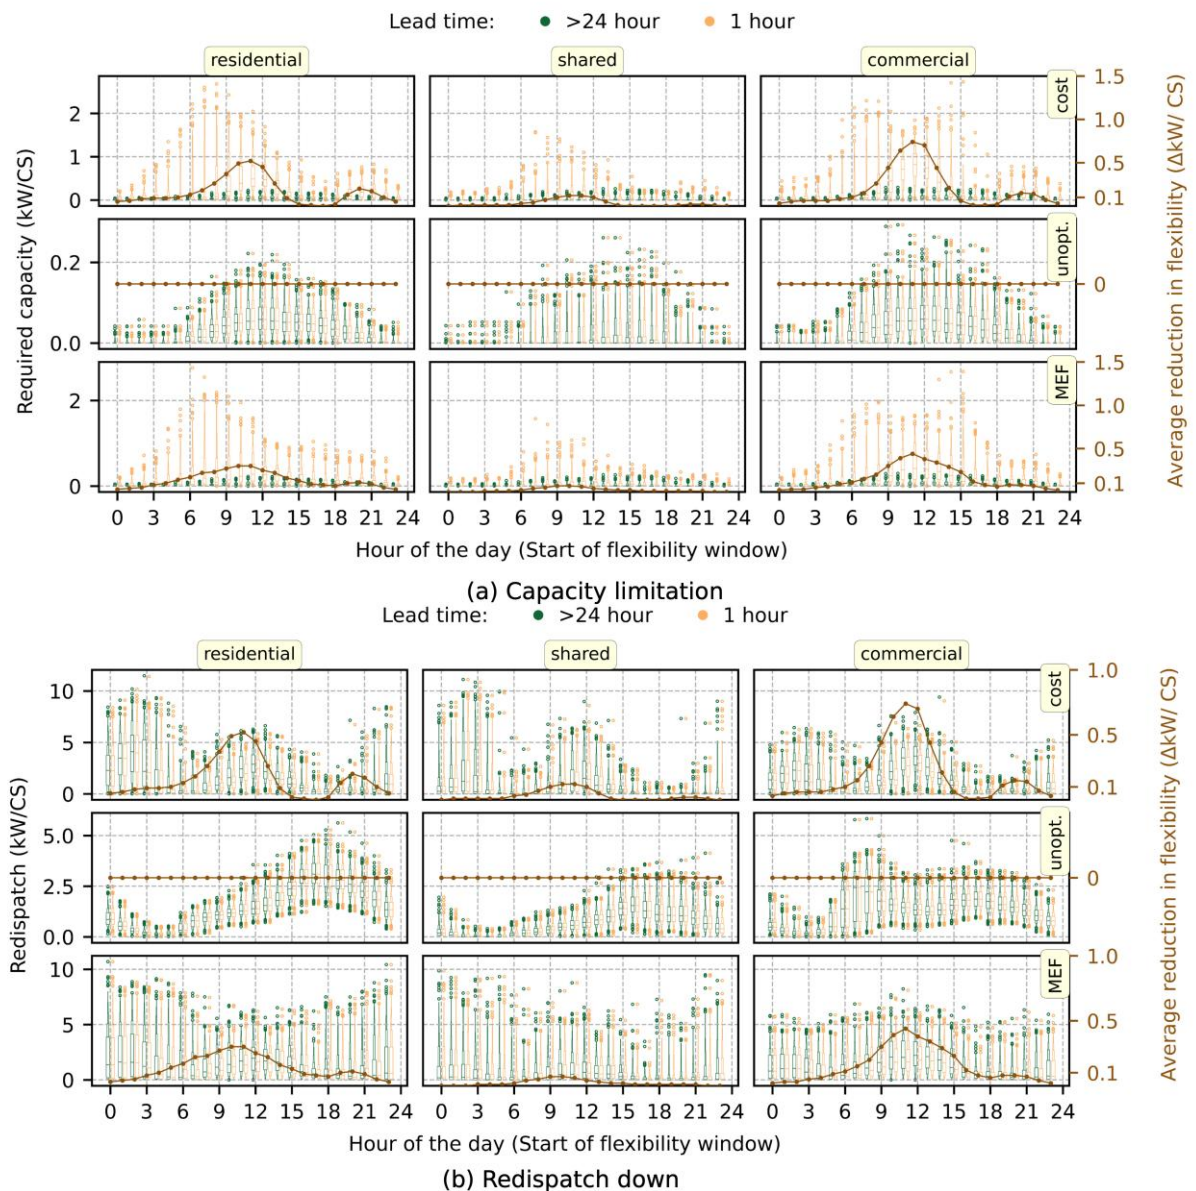 Lead time: >24 hour 1 hour
residential shared commercial
Required capacity (kW/CS)
2
1
0
cost
1.5
1.0
0.5
0.1
0.2
0.0
unopt.
0
2
0
MEF
1.5
1.0
0.5
0.1
Average reduction in flexibility (ΔkW/ CS)
0 3 6 9 12 15 18 21 24 0 3 6 9 12 15 18 21 24 0 3 6 9 12 15 18 21 24
Hour of the day (Start of flexibility window)
(a) Capacity limitation
Lead time: >24 hour 1 hour
residential shared commercial
Redispatch (kW/CS)
10
5
0
cost
1.0
0.5
0.1
5.0
2.5
0.0
unopt.
0
10
5
0
MEF
1.0
0.5
0.1
Average reduction in flexibility (ΔkW/ CS)
0 3 6 9 12 15 18 21 24 0 3 6 9 12 15 18 21 24 0 3 6 9 12 15 18 21 24
Hour of the day (Start of flexibility window)
(b) Redispatch down